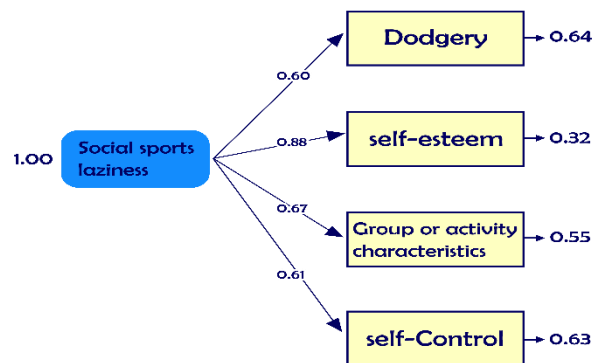 Dodgery
0.64
0.60
self-esteem
0.32
0.88
1.00
Social sports
laziness
0.67
Group or activity
characteristics
0.55
0.61
self-Control
0.63